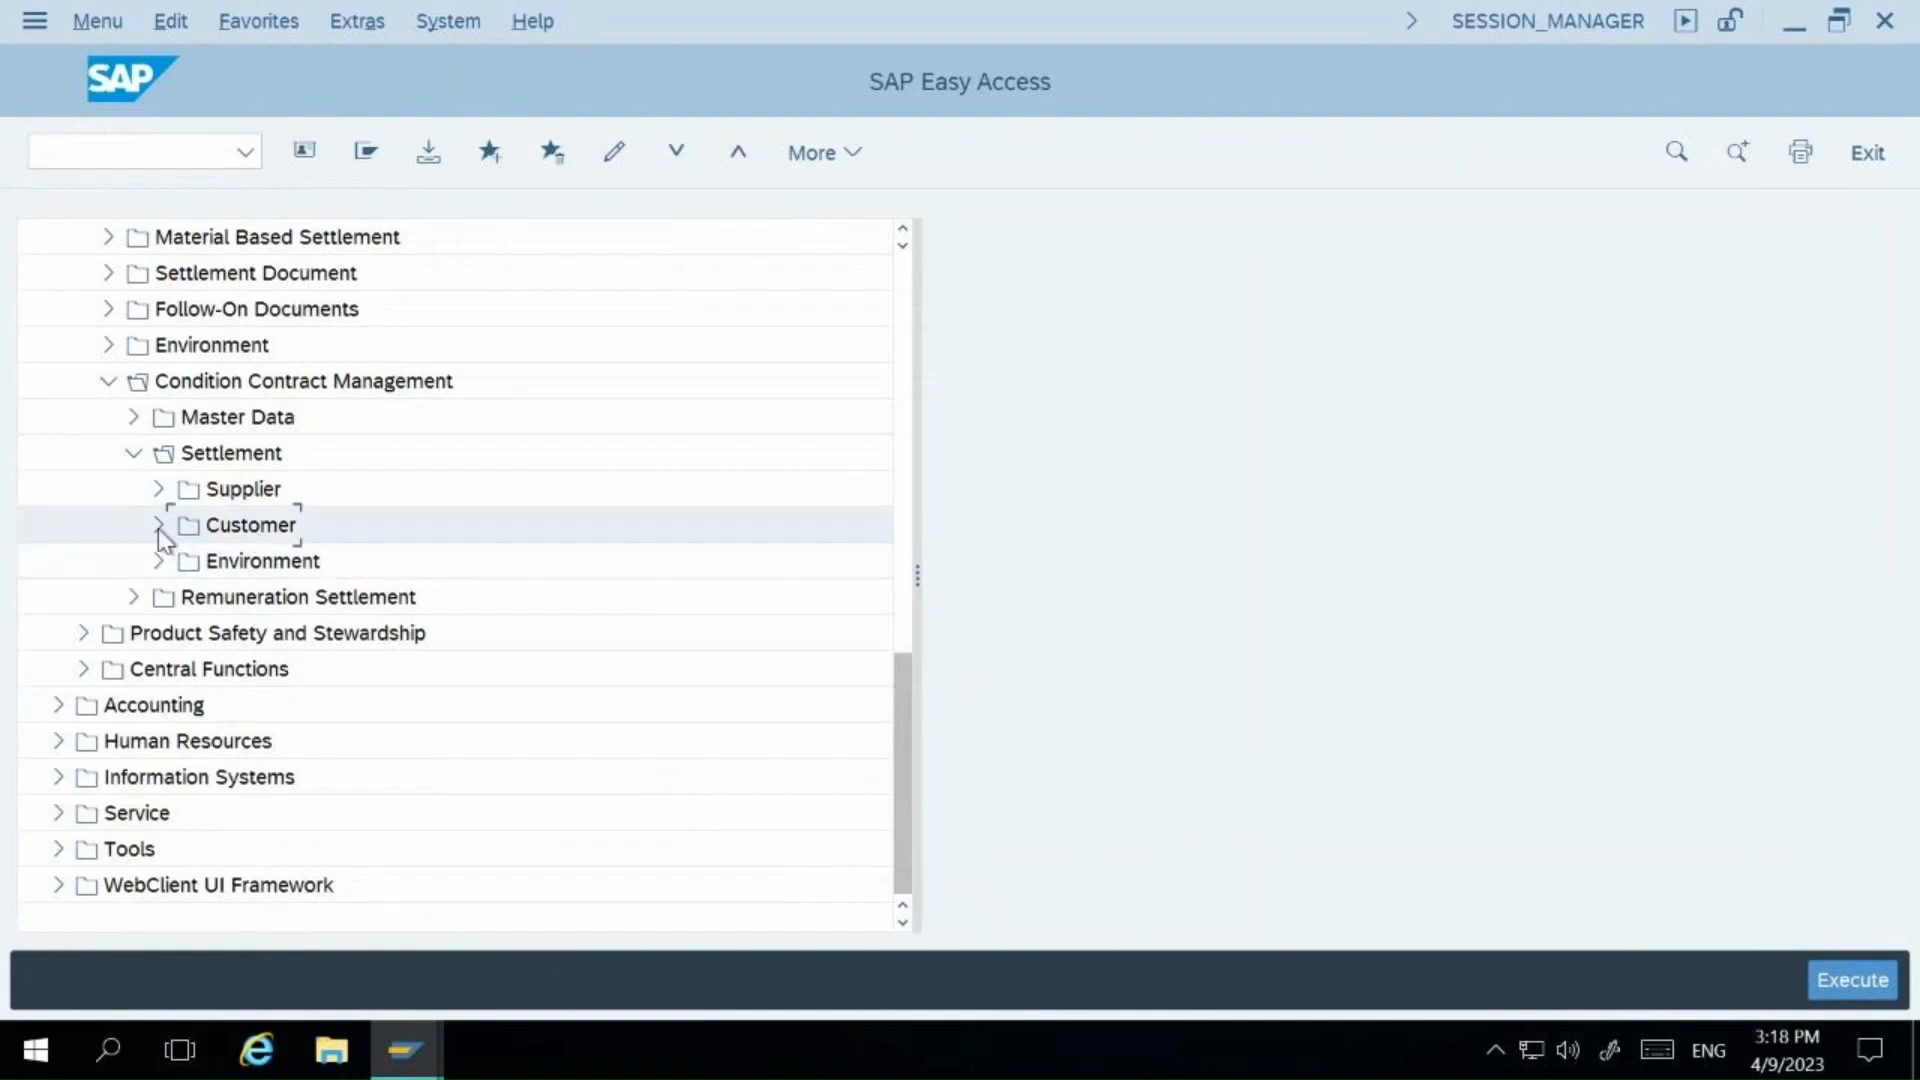 Menu Edit Favorites Extras System Help SESSION_MANAGER
SAP SAP Easy Access
More Exit
Material Based Settlement
Settlement Document
Follow-On Documents
Environment
Condition Contract Management
Master Data
Settlement
Supplier
Customer
Environment
Remuneration Settlement
Product Safety and Stewardship
Central Functions
Accounting
Human Resources
Information Systems
Service
Tools
WebClient UI Framework
Execute
ENG
3:18 PM
4/9/2023